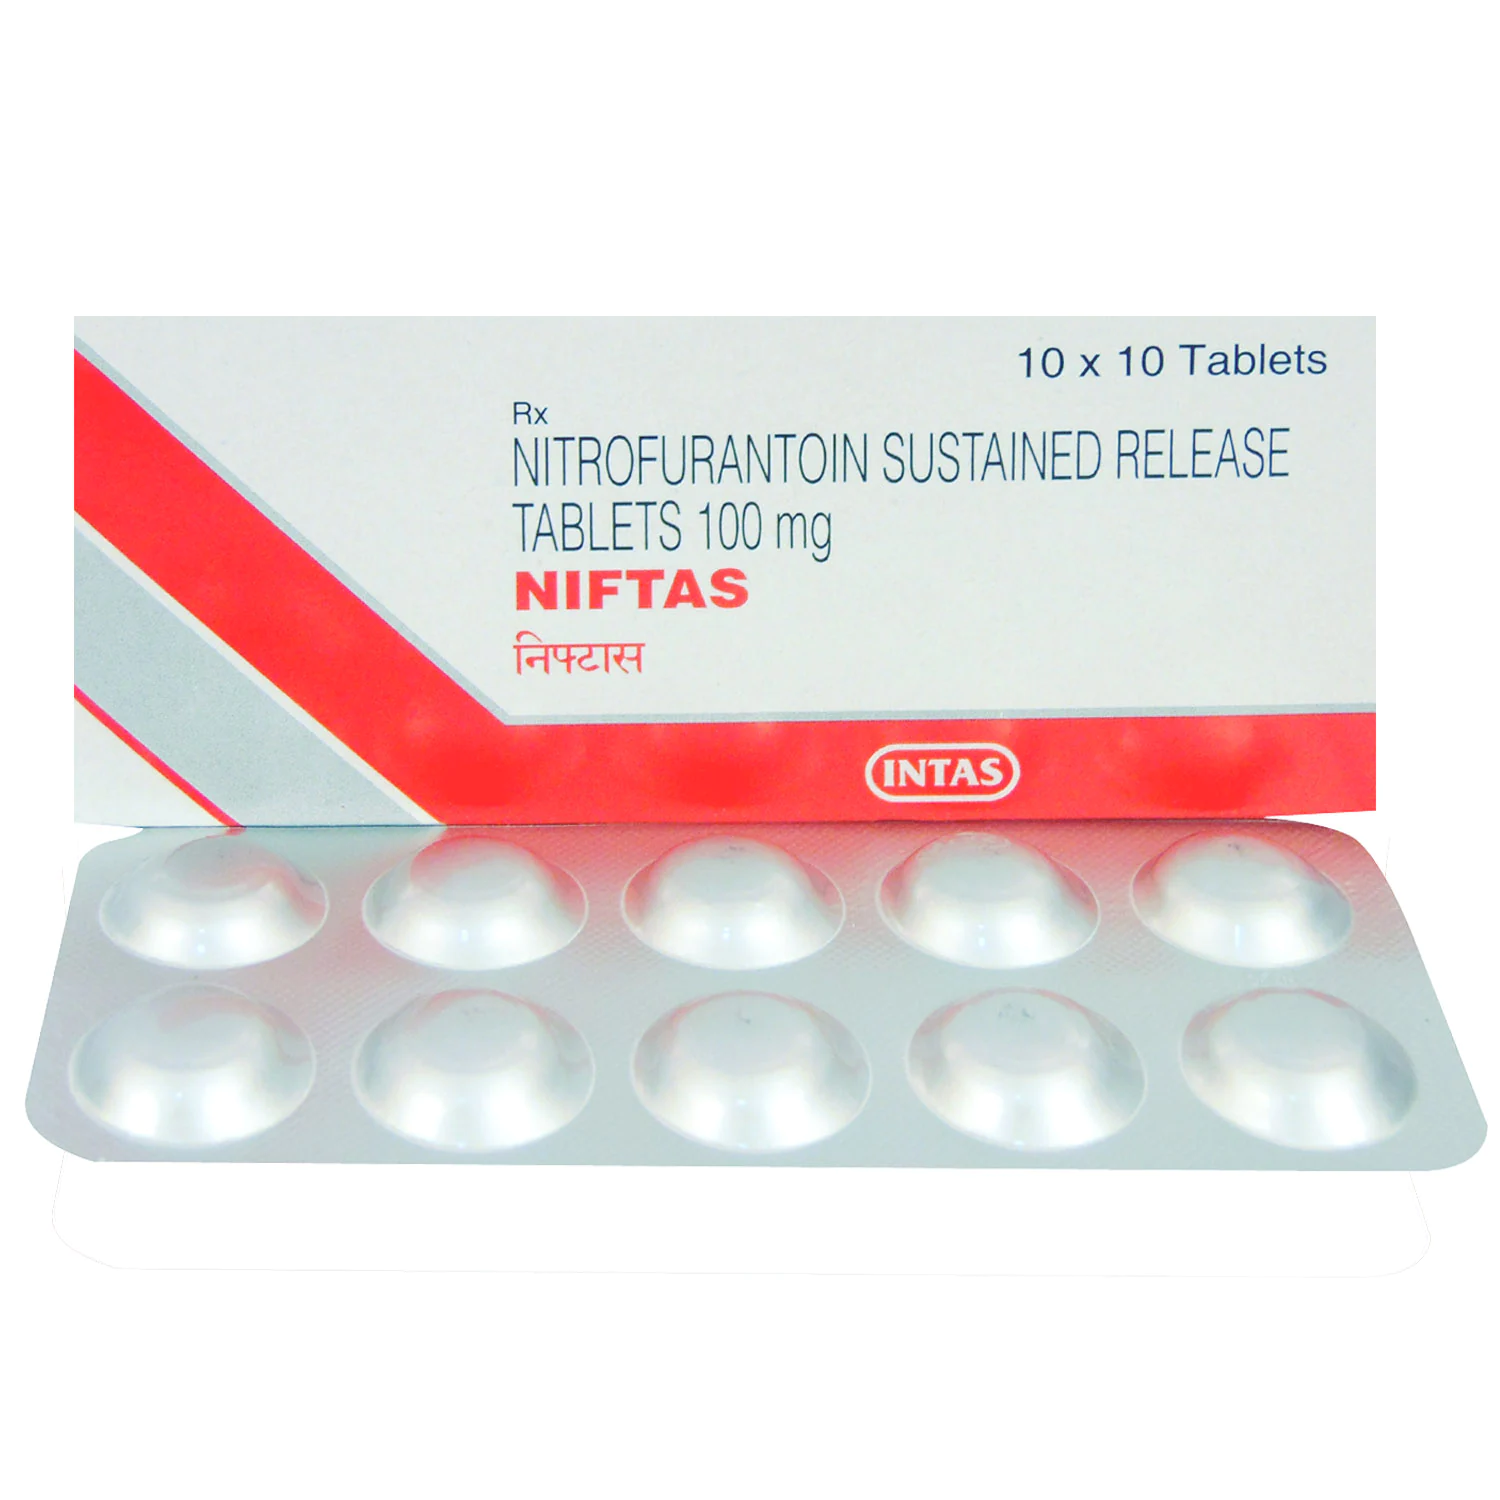 10 x 10 Tablets
Rx
NITROFURANTOIN SUSTAINED RELEASE
TABLETS 100 mg
NIFTAS
निफ्टास
INTAS